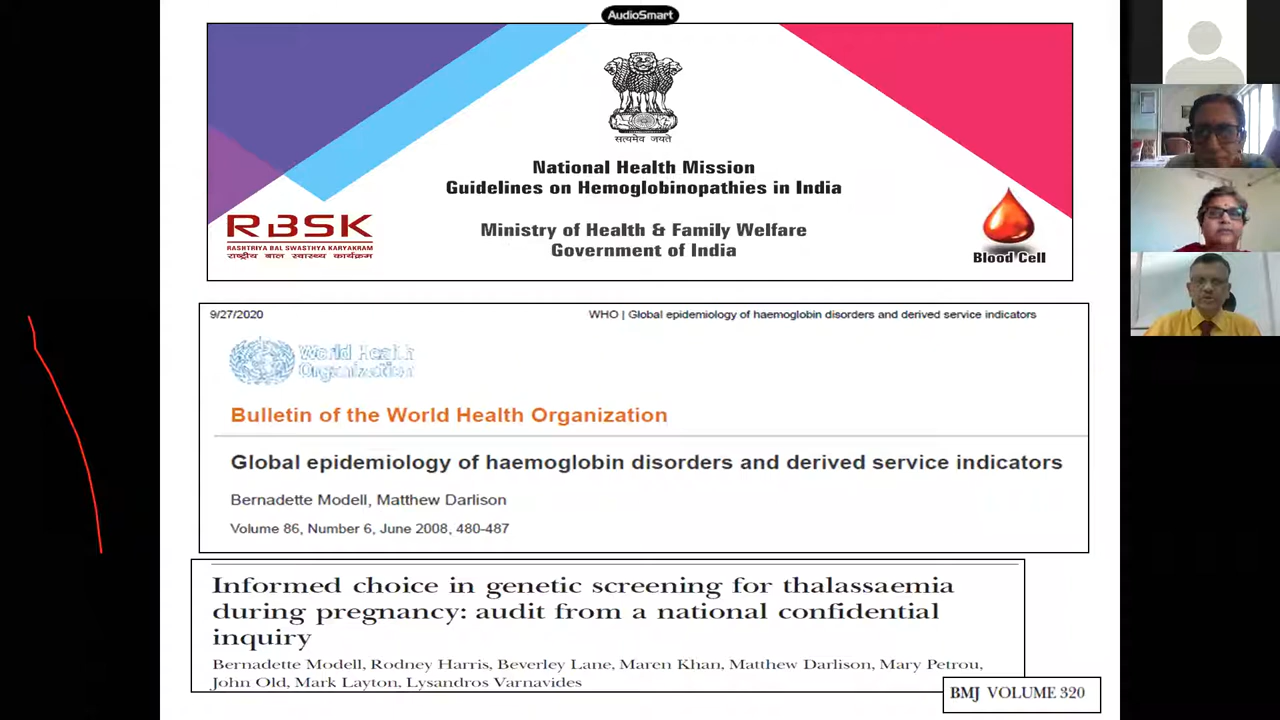 AudioSmart
सत्यमेव जयते
National Health Mission
Guidelines on Hemoglobinopathies in India
RBSK
RASHTRIYA BAL SWASTHYA KARYAKRAM
राष्ट्रीय बाल स्वास्थ्य कार्यक्रम
Ministry of Health & Family Welfare
Government of India
Blood Cell
9/27/2020 WHO | Global epidemiology of haemoglobin disorders and derived service indicators
World Health
Organization
Bulletin of the World Health Organization
Global epidemiology of haemoglobin disorders and derived service indicators
Bernadette Modell, Matthew Darlison
Volume 86, Number 6, June 2008, 480-487
Informed choice in genetic screening for thalassaemia
during pregnancy: audit from a national confidential
inquiry
Bernadette Modell, Rodney Harris, Beverley Lane, Maren Khan, Matthew Darlison, Mary Petrou,
John Old, Mark Layton, Lysandros Varnavides
BMJ VOLUME 320